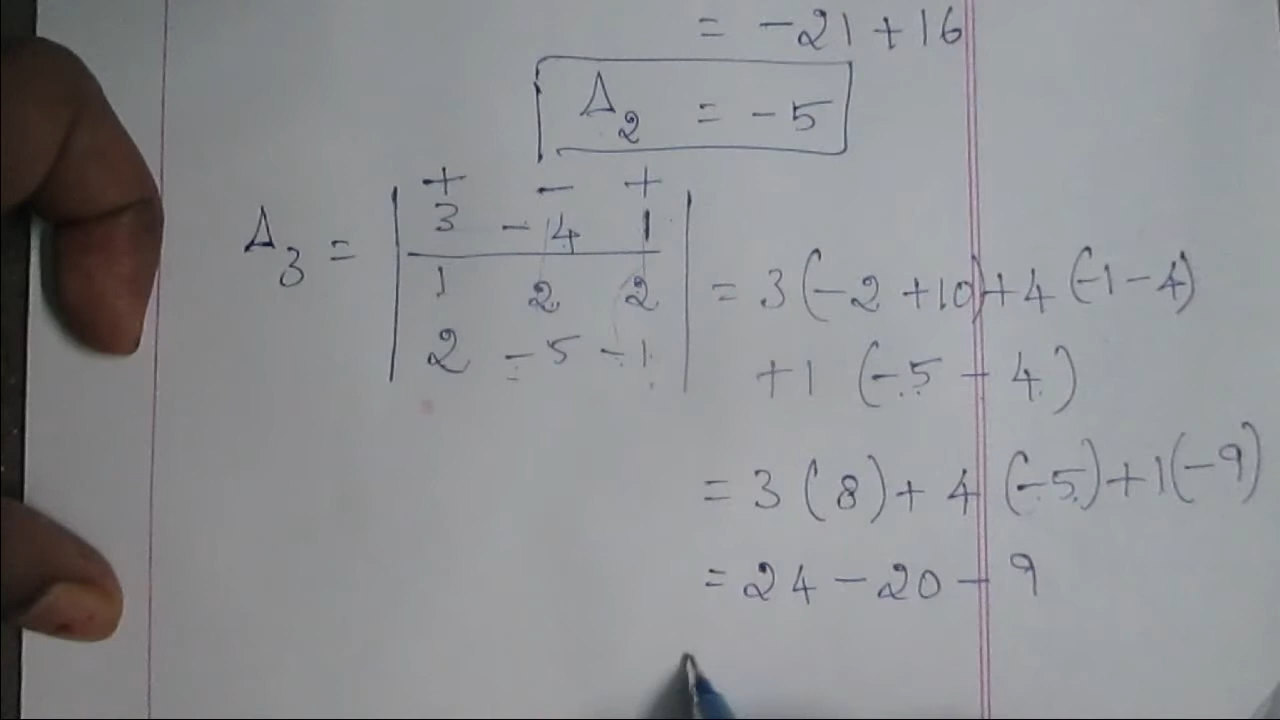 = -21 + 16
Δ₂ = -5
+ - +
Δ₃ = | 3 -4 1 |
| 1 2 2 | = 3(-2 +10) + 4(-1 - 4)
| 2 -5 -1 | +1 (-5 - 4)
= 3(8) + 4(-5) + 1(-9)
= 24 - 20 - 9